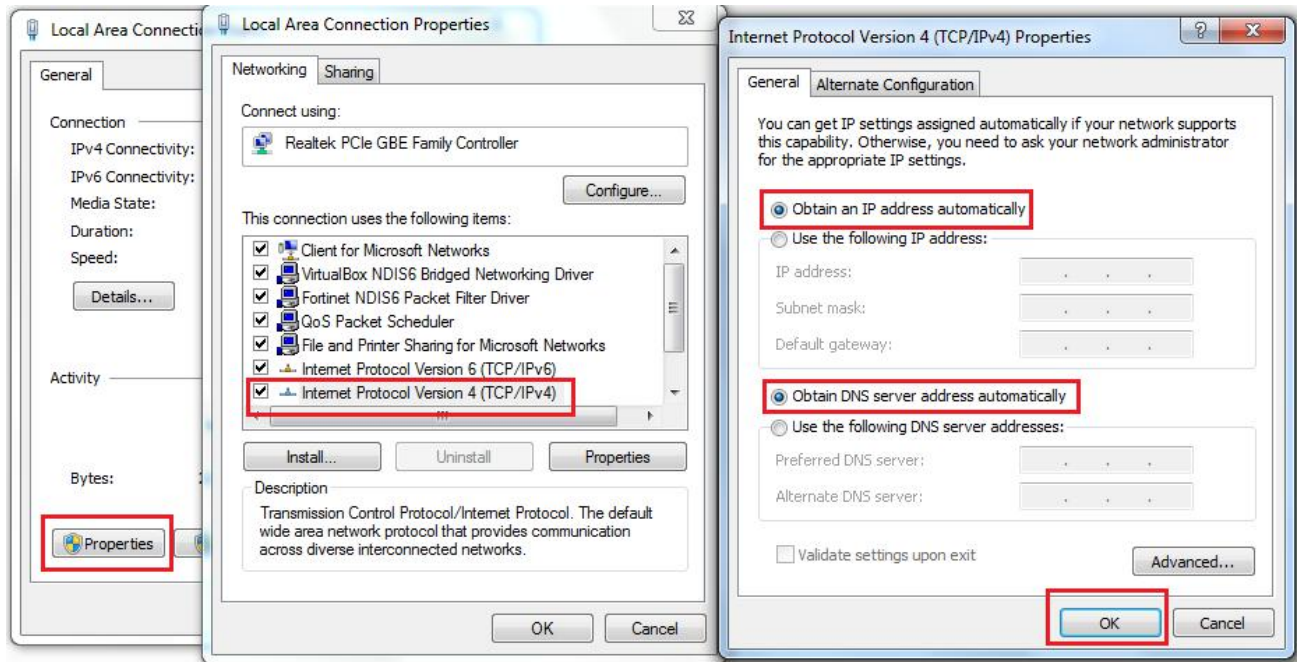 Local Area Connecti
General
Connection
IPv4 Connectivity:
IPv6 Connectivity:
Media State:
Duration:
Speed:
Details...
Activity
Bytes:
Properties
Local Area Connection Properties
Networking
Sharing
Connect using:
Realtek PCIe GBE Family Controller
Configure...
This connection uses the following items:
Client for Microsoft Networks
VirtualBox NDIS6 Bridged Networking Driver
Fortinet NDIS6 Packet Filter Driver
QoS Packet Scheduler
File and Printer Sharing for Microsoft Networks
Internet Protocol Version 6 (TCP/IPv6)
Internet Protocol Version 4 (TCP/IPv4)
Install...
Uninstall
Properties
Description
Transmission Control Protocol/Internet Protocol. The default
wide area network protocol that provides communication
across diverse interconnected networks.
OK
Cancel
Internet Protocol Version 4 (TCP/IPv4) Properties
General
Alternate Configuration
You can get IP settings assigned automatically if your network supports
this capability. Otherwise, you need to ask your network administrator
for the appropriate IP settings.
Obtain an IP address automatically
Use the following IP address:
IP address:
Subnet mask:
Default gateway:
Obtain DNS server address automatically
Use the following DNS server addresses:
Preferred DNS server:
Alternate DNS server:
Validate settings upon exit
Advanced...
OK
Cancel